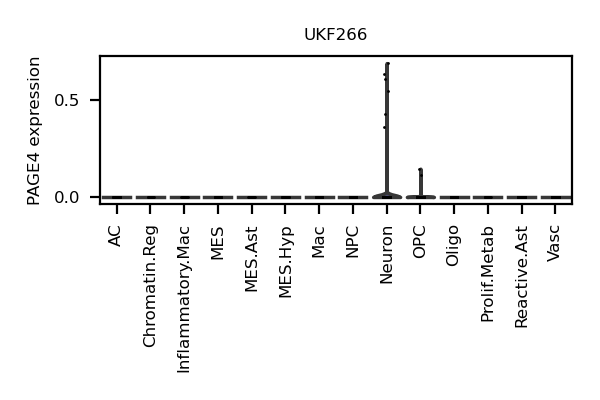 UKF266
PAGE4 expression
0.5
0.0
AC
Chromatin.Reg
Inflammatory.Mac
MES
MES.Ast
MES.Hyp
Mac
NPC
Neuron
OPC
Oligo
Prolif.Metab
Reactive.Ast
Vasc